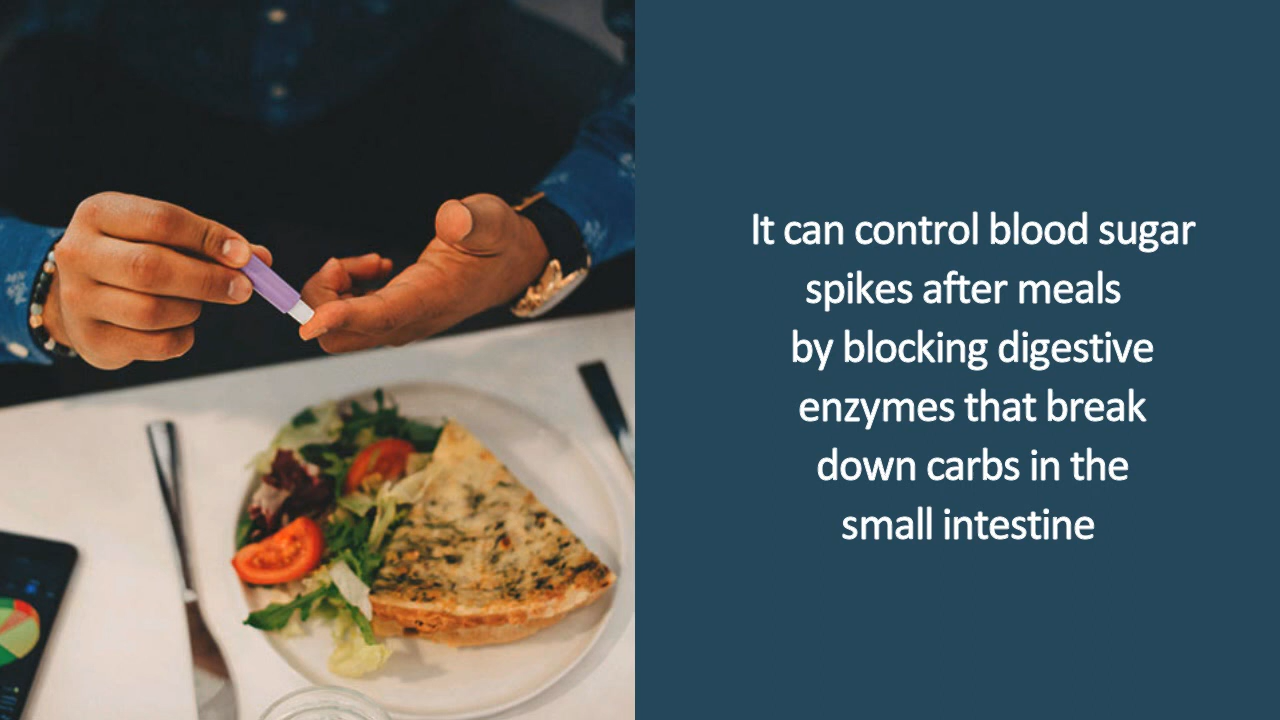 It can control blood sugar
spikes after meals
by blocking digestive
enzymes that break
down carbs in the
small intestine